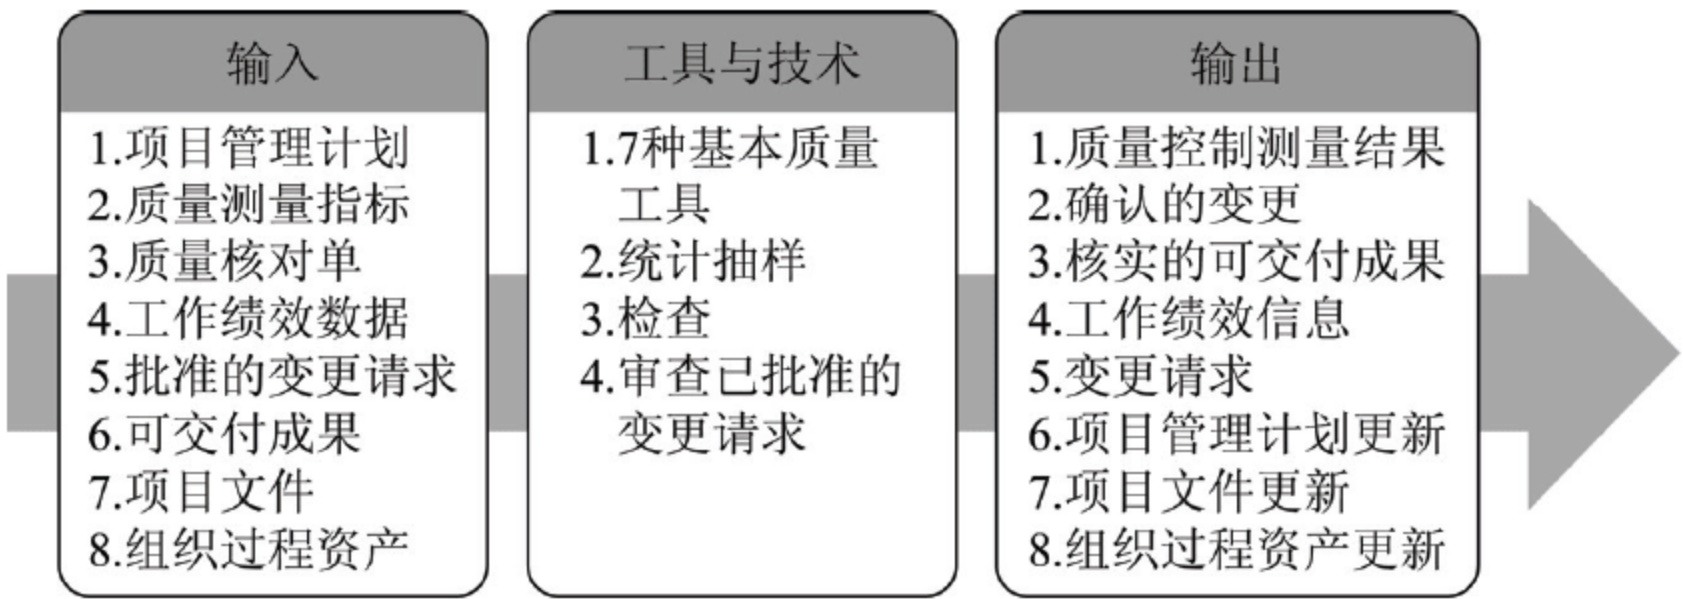 输入
1.项目管理计划
2.质量测量指标
3.质量核对单
4.工作绩效数据
5.批准的变更请求
6.可交付成果
7.项目文件
8.组织过程资产
工具与技术
1.7种基本质量
工具
2.统计抽样
3.检查
4.审查已批准的
变更请求
输出
1.质量控制测量结果
2.确认的变更
3.核实的可交付成果
4.工作绩效信息
5.变更请求
6.项目管理计划更新
7.项目文件更新
8.组织过程资产更新